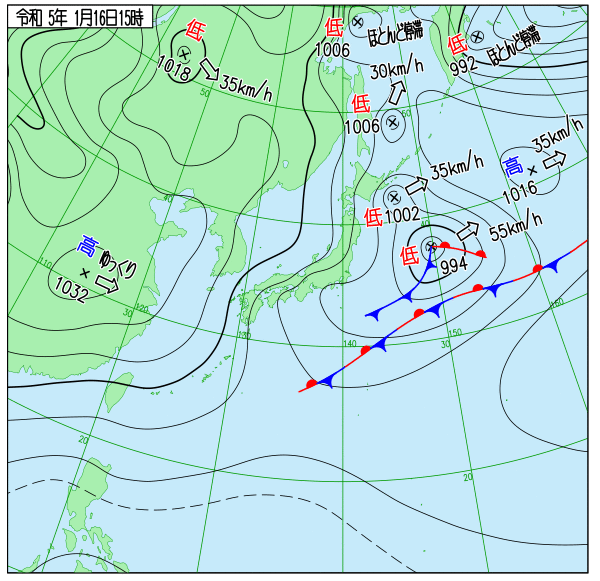 令和 5年 1月16日15時
低
1018
35km/h
低
1006
ほとんど停滞
低
992
ほとんど停滞
30km/h
低
1006
50
50
35km/h
高
1016
35km/h
低
1002
40
40
55km/h
低
994
高
ゆっくり
1032
110
30
120
130
140
30
150
160
20
20